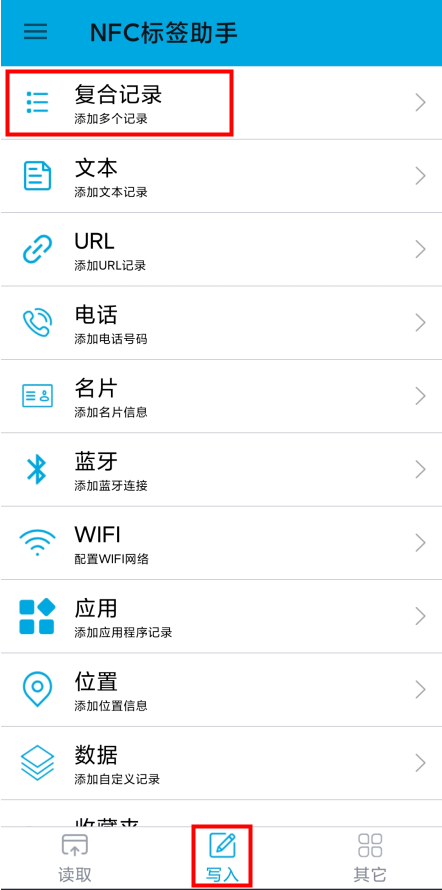 NFC标签助手
复合记录
添加多个记录
文本
添加文本记录
URL
添加URL记录
电话
添加电话号码
名片
添加名片信息
蓝牙
添加蓝牙连接
WIFI
配置WIFI网络
应用
添加应用程序记录
位置
添加位置信息
数据
添加自定义记录
收藏夹
读取
写入
其它